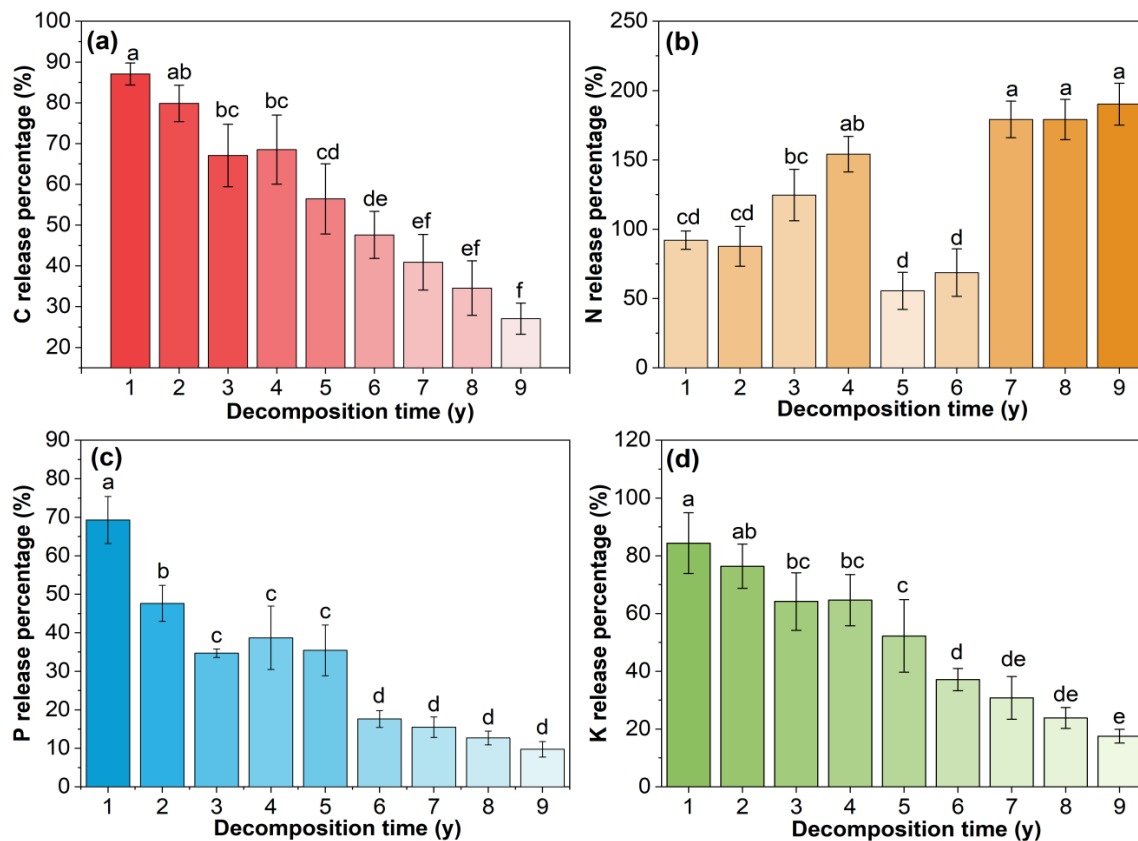 (a)
C release percentage (%)
100
90
80
70
60
50
40
30
20
a
ab
bc
bc
cd
de
ef
ef
f
1 2 3 4 5 6 7 8 9
Decomposition time (y)
(b)
N release percentage (%)
250
200
150
100
50
0
cd
cd
bc
ab
d
d
a
a
a
1 2 3 4 5 6 7 8 9
Decomposition time (y)
(c)
P release percentage (%)
90
80
70
60
50
40
30
20
10
0
a
b
c
c
c
d
d
d
d
1 2 3 4 5 6 7 8 9
Decomposition time (y)
(d)
K release percentage (%)
120
100
80
60
40
20
0
a
ab
bc
bc
c
d
de
de
e
1 2 3 4 5 6 7 8 9
Decomposition time (y)